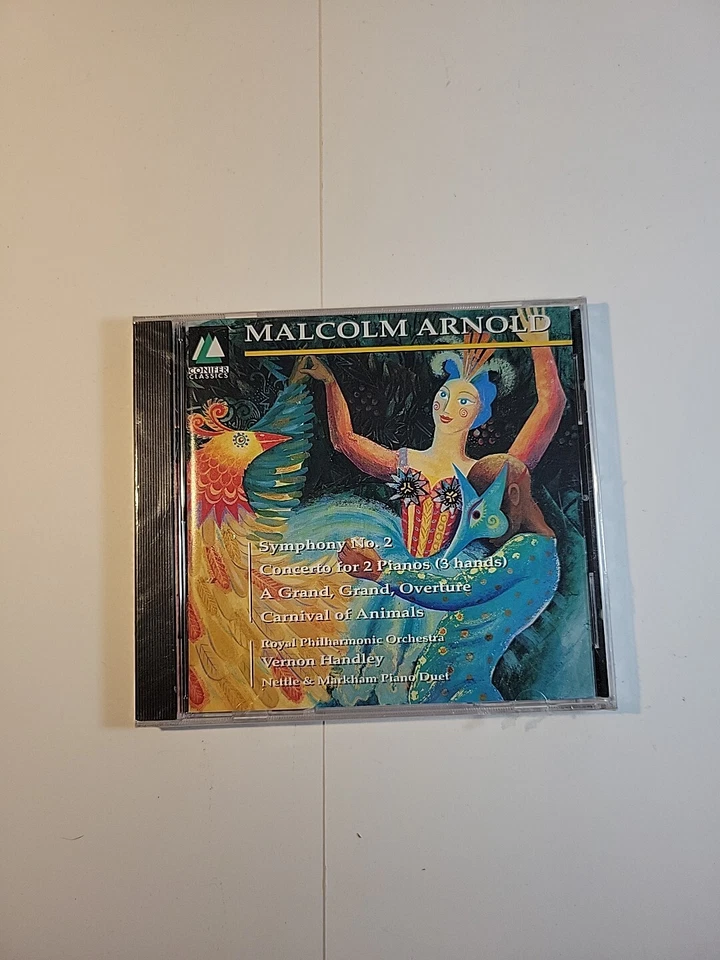 MALCOLM ARNOLD
CONIFER
CLASSICS
Symphony No. 2
Concerto for 2 Pianos (3 hands)
A Grand, Grand, Overture
Carnival of Animals
Royal Philharmonic Orchestra
Vernon Handley
Nettle & Markham Piano Duet